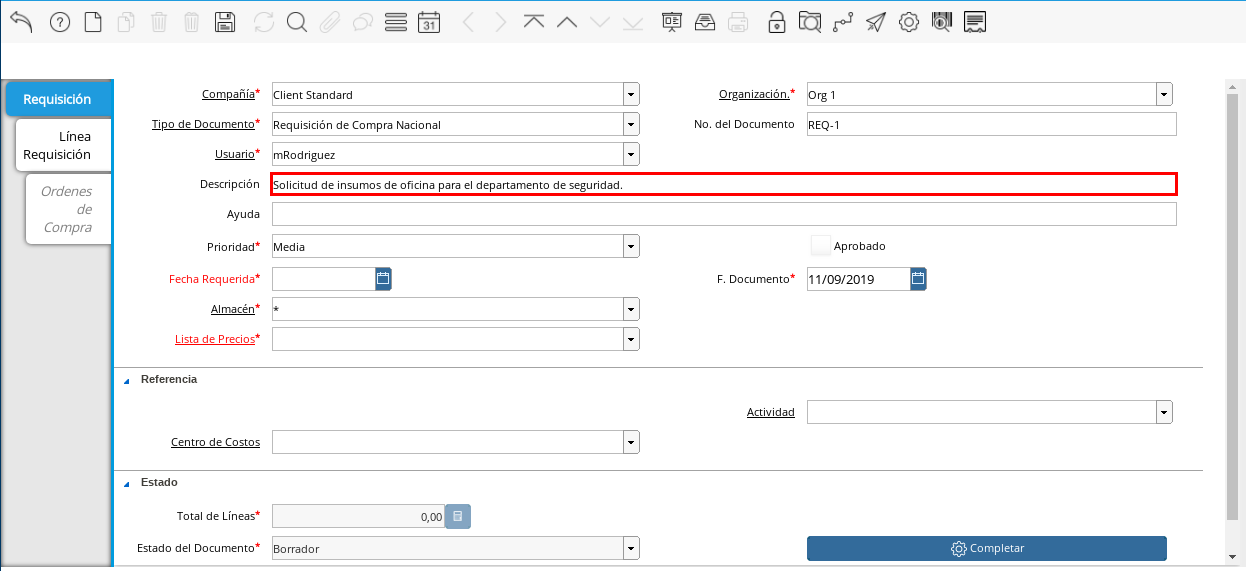 31
Requisición
Línea
Requisición
Ordenes
de
Compra
Compañía* Client Standard Organización.* Org 1
Tipo de Documento* Requisición de Compra Nacional No. del Documento REQ-1
Usuario* mRodriguez
Descripción Solicitud de insumos de oficina para el departamento de seguridad.
Ayuda
Prioridad* Media Aprobado
Fecha Requerida* F. Documento* 11/09/2019
Almacén* *
Lista de Precios*
Referencia
Actividad
Centro de Costos
Estado
Total de Líneas* 0,00
Estado del Documento* Borrador Completar